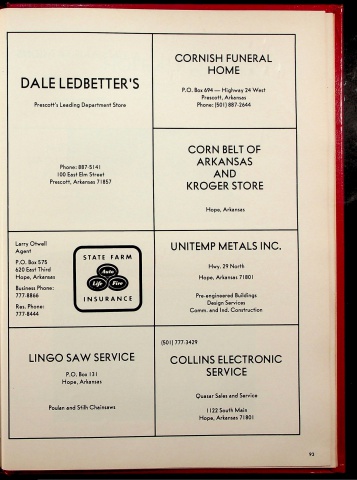 DALE LEDBETTER'S
Prescott's Leading Department Store
Phone: 887-5141
100 East Elm Street
Prescott, Arkansas 71857
CORNISH FUNERAL
HOME
P.O. Box 694 — Highway 24 West
Prescott, Arkansas
Phone: (501) 887-2644
CORN BELT OF
ARKANSAS
AND
KROGER STORE
Hope, Arkansas
Larry Otwell
Agent
P.O. Box 575
620 East Third
Hope, Arkansas
Business Phone:
777-8866
Res. Phone:
777-8444
STATE FARM
Auto
Life Fire
INSURANCE
UNITEMP METALS INC.
Hwy. 29 North
Hope, Arkansas 71801
Pre-engineered Buildings
Design Services
Comm. and Ind. Construction
LINGO SAW SERVICE
P.O. Box 131
Hope, Arkansas
Poulan and Stilh Chainsaws
(501) 777-3429
COLLINS ELECTRONIC
SERVICE
Quasar Sales and Service
1122 South Main
Hope, Arkansas 71801
93